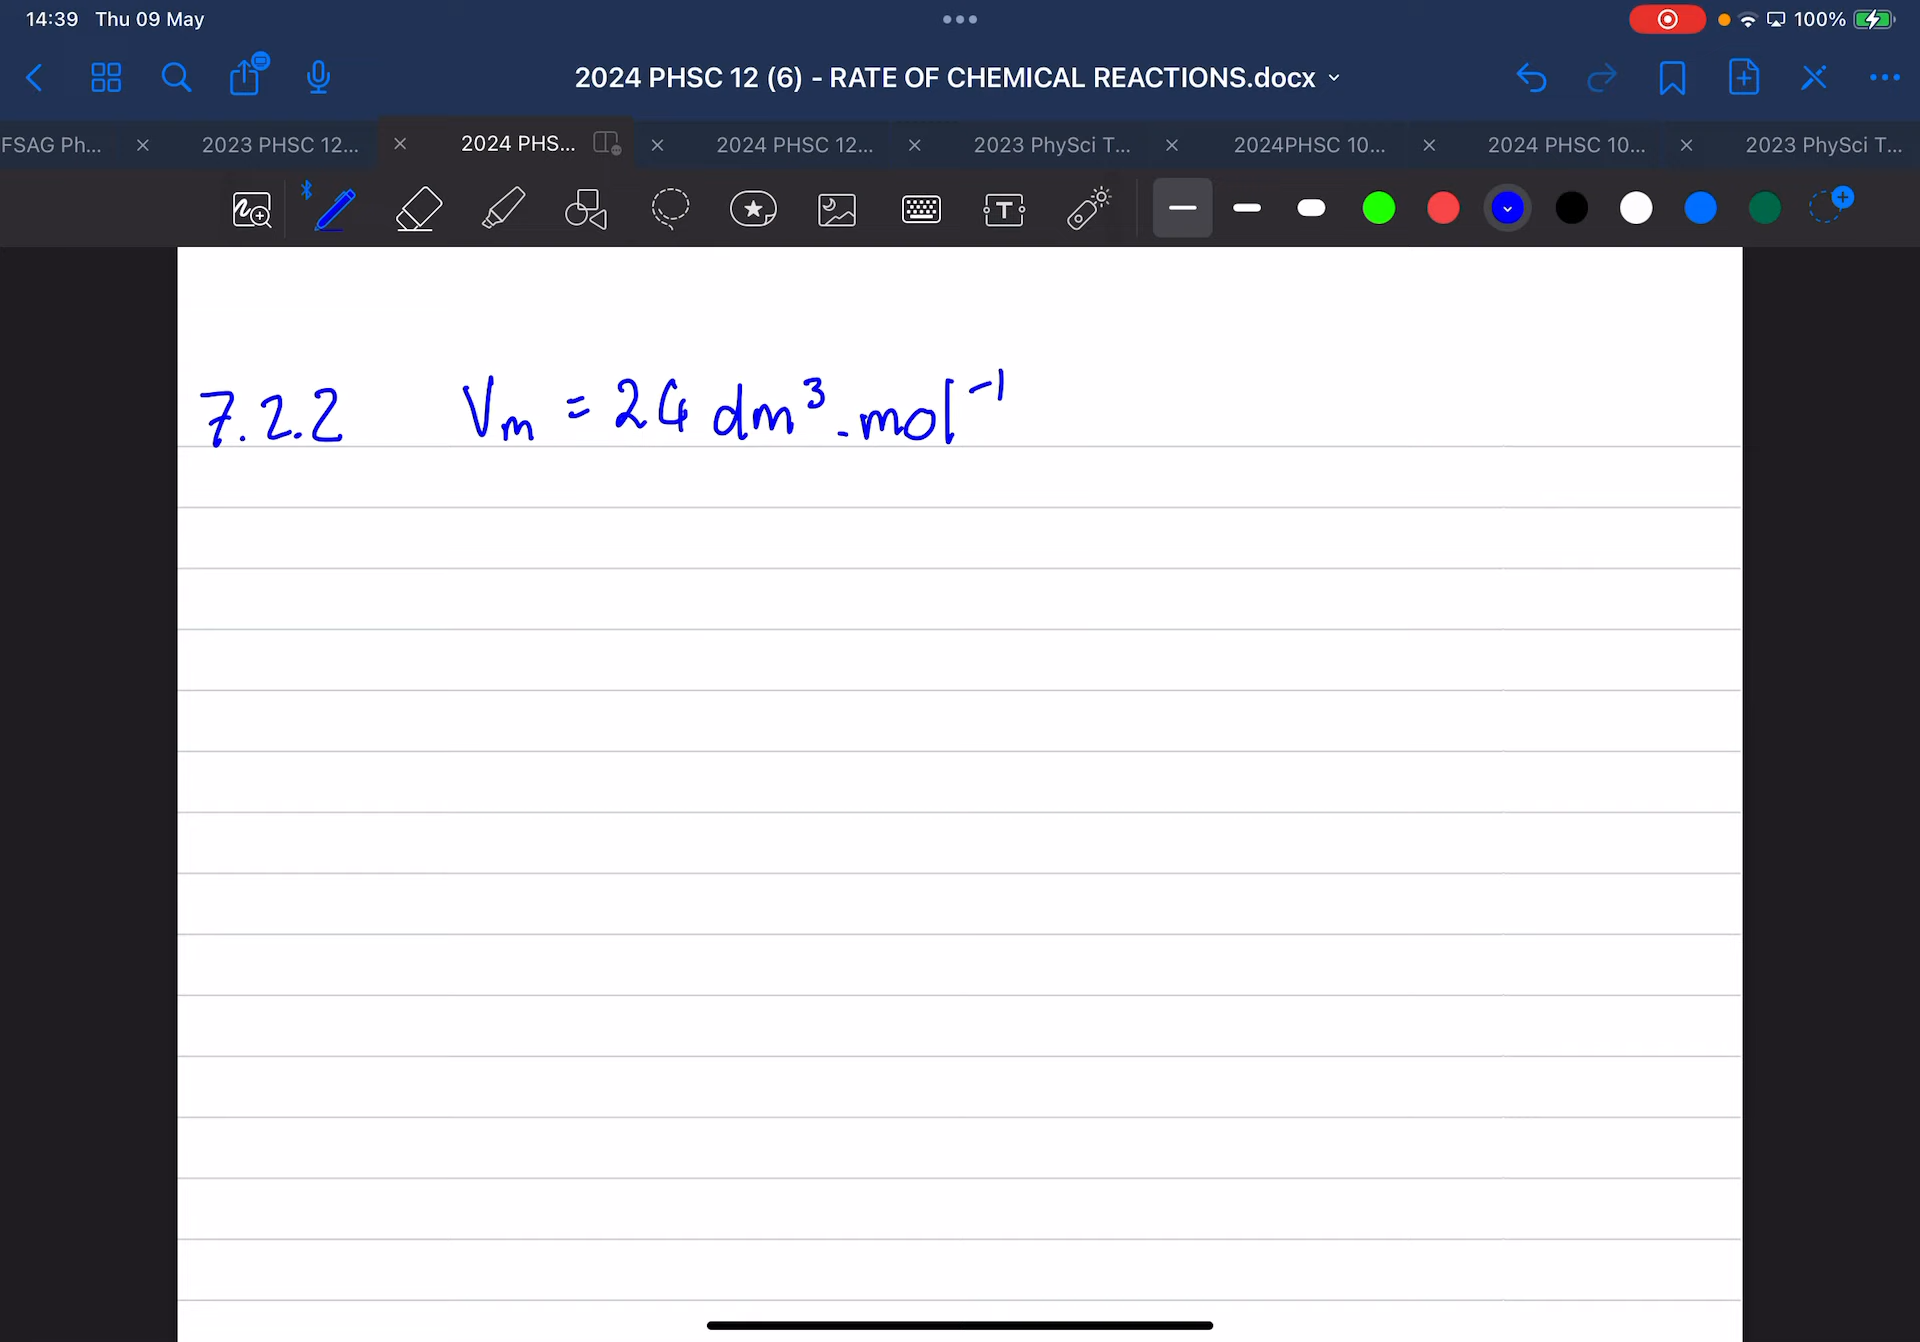 14:39 Thu 09 May
100%
2024 PHSC 12 (6) - RATE OF CHEMICAL REACTIONS.docx
FSAG Ph... 2023 PHSC 12... 2024 PHS... 2024 PHSC 12... 2023 PhySci T... 2024PHSC 10... 2024 PHSC 10... 2023 PhySci T...
7.2.2 Vm = 24 dm³.mol⁻¹